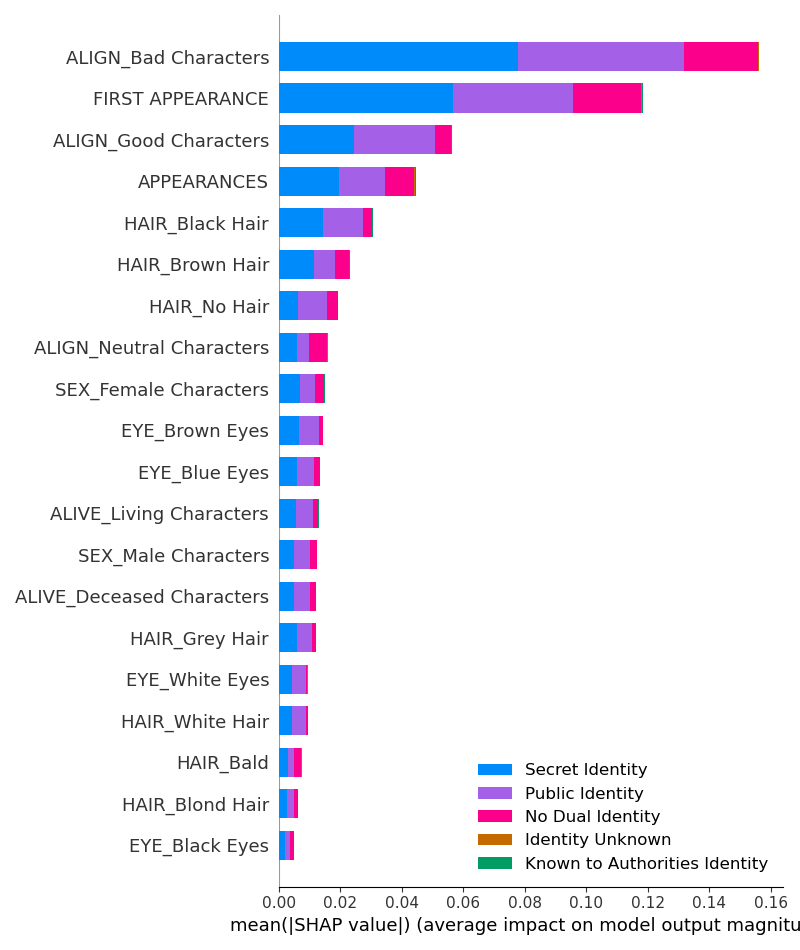 ALIGN_Bad Characters
FIRST APPEARANCE
ALIGN_Good Characters
APPEARANCES
HAIR_Black Hair
HAIR_Brown Hair
HAIR_No Hair
ALIGN_Neutral Characters
SEX_Female Characters
EYE_Brown Eyes
EYE_Blue Eyes
ALIVE_Living Characters
SEX_Male Characters
ALIVE_Deceased Characters
HAIR_Grey Hair
EYE_White Eyes
HAIR_White Hair
HAIR_Bald
HAIR_Blond Hair
EYE_Black Eyes
Secret Identity
Public Identity
No Dual Identity
Identity Unknown
Known to Authorities Identity
0.00 0.02 0.04 0.06 0.08 0.10 0.12 0.14 0.16
mean(|SHAP value|) (average impact on model output magnitu